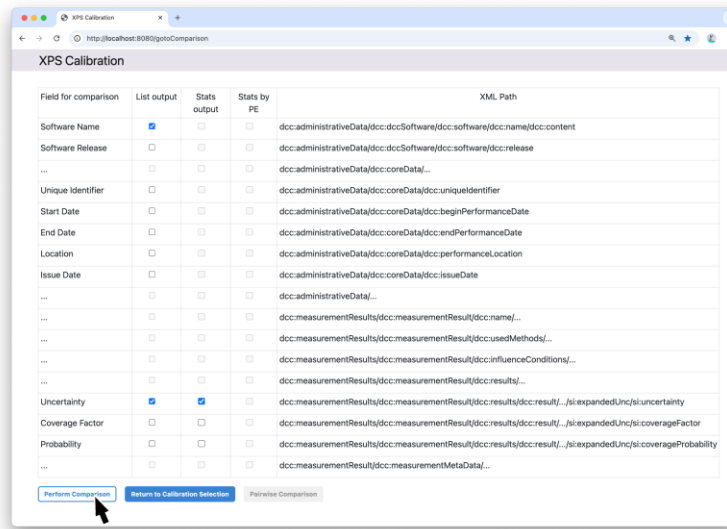 XPS Calibration
http://localhost:8080/gotoComparison
XPS Calibration
Field for comparison List output Stats output Stats by PE XML Path
Software Name dcc:administrativeData/dcc:dccSoftware/dcc:software/dcc:name/dcc:content
Software Release dcc:administrativeData/dcc:dccSoftware/dcc:software/dcc:release
... dcc:administrativeData/dcc:coreData/...
Unique Identifier dcc:administrativeData/dcc:coreData/dcc:uniqueIdentifier
Start Date dcc:administrativeData/dcc:coreData/dcc:beginPerformanceDate
End Date dcc:administrativeData/dcc:coreData/dcc:endPerformanceDate
Location dcc:administrativeData/dcc:coreData/dcc:performanceLocation
Issue Date dcc:administrativeData/dcc:coreData/dcc:issueDate
... dcc:administrativeData/...
... dcc:measurementResults/dcc:measurementResult/dcc:name/...
... dcc:measurementResults/dcc:measurementResult/dcc:usedMethods/...
... dcc:measurementResults/dcc:measurementResult/dcc:influenceConditions/...
... dcc:measurementResults/dcc:measurementResult/dcc:results/...
Uncertainty dcc:measurementResults/dcc:measurementResult/dcc:results/dcc:result/.../si:expandedUnc/si:uncertainty
Coverage Factor dcc:measurementResults/dcc:measurementResult/dcc:results/dcc:result/.../si:expandedUnc/si:coverageFactor
Probability dcc:measurementResults/dcc:measurementResult/dcc:results/dcc:result/.../si:expandedUnc/si:coverageProbability
... dcc:measurementResult/dcc:measurementMetaData/...
Perform Comparison Return to Calibration Selection Pairwise Comparison